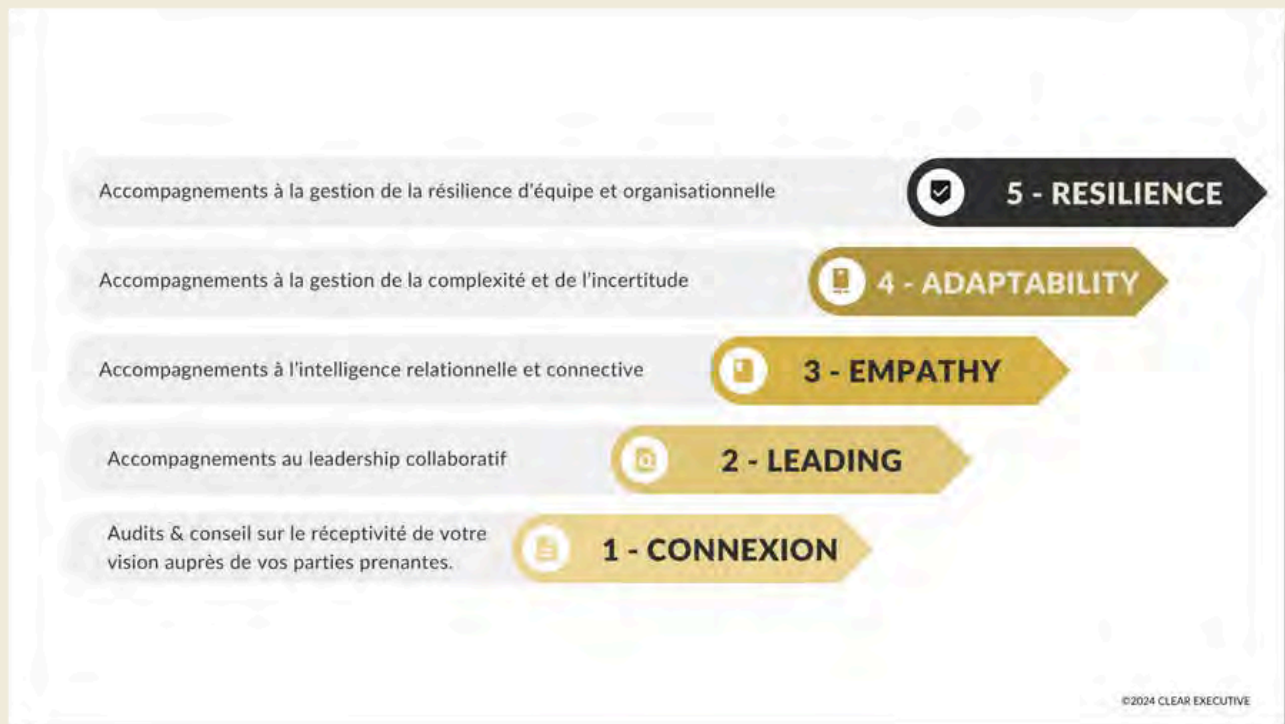 Accompagnements à la gestion de la résilience d'équipe et organisationnelle
5 - RESILIENCE
Accompagnements à la gestion de la complexité et de l'incertitude
4 - ADAPTABILITY
Accompagnements à l'intelligence relationnelle et connective
3 - EMPATHY
Accompagnements au leadership collaboratif
2 - LEADING
Audits & conseil sur le réceptivité de votre
vision auprès de vos parties prenantes.
1 - CONNEXION
©2024 CLEAR EXECUTIVE